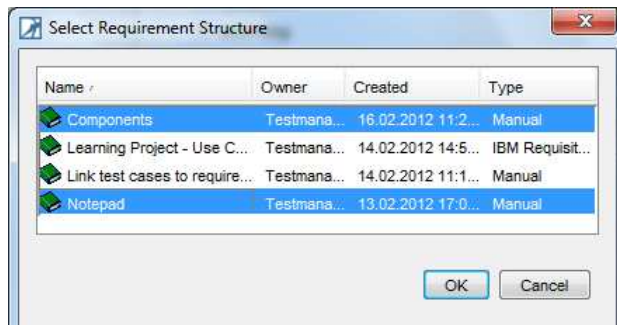 Select Requirement Structure
Name Owner Created Type
Components Testmana... 16.02.2012 11:2... Manual
Learning Project - Use C... Testmana... 14.02.2012 14:5... IBM Requisit...
Link test cases to require... Testmana... 14.02.2012 11:1... Manual
Notepad Testmana... 13.02.2012 17:0... Manual
OK Cancel